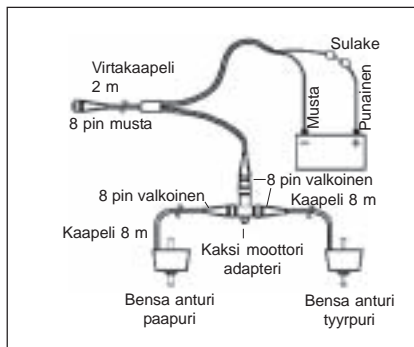 Sulake
Virtakaapeli
2 m
8 pin musta
Musta
Punainen
- +
8 pin valkoinen
8 pin valkoinen
Kaapeli 8 m
Kaapeli 8 m
Kaksi moottori
adapteri
Bensa anturi
paapuri
Bensa anturi
tyyrpuri